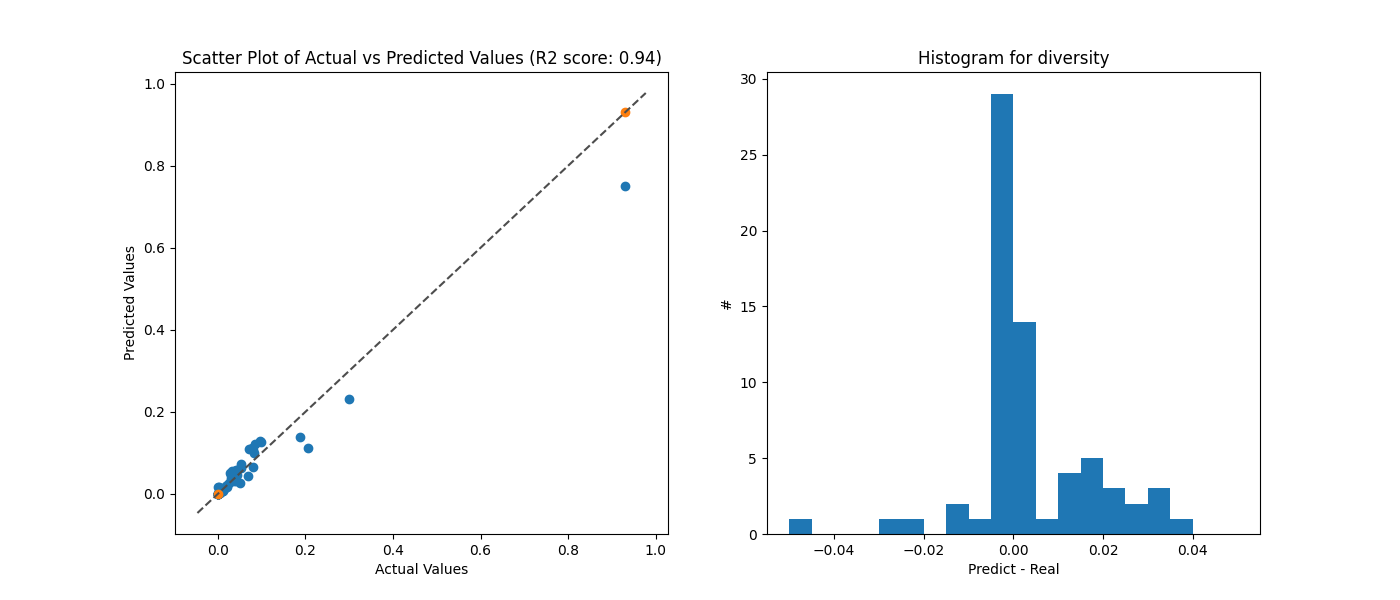 Scatter Plot of Actual vs Predicted Values (R2 score: 0.94)
1.0
0.8
0.6
0.4
0.2
0.0
Predicted Values
0.0 0.2 0.4 0.6 0.8 1.0
Actual Values
Histogram for diversity
30
25
20
15
10
5
0
#
−0.04 −0.02 0.00 0.02 0.04
Predict - Real